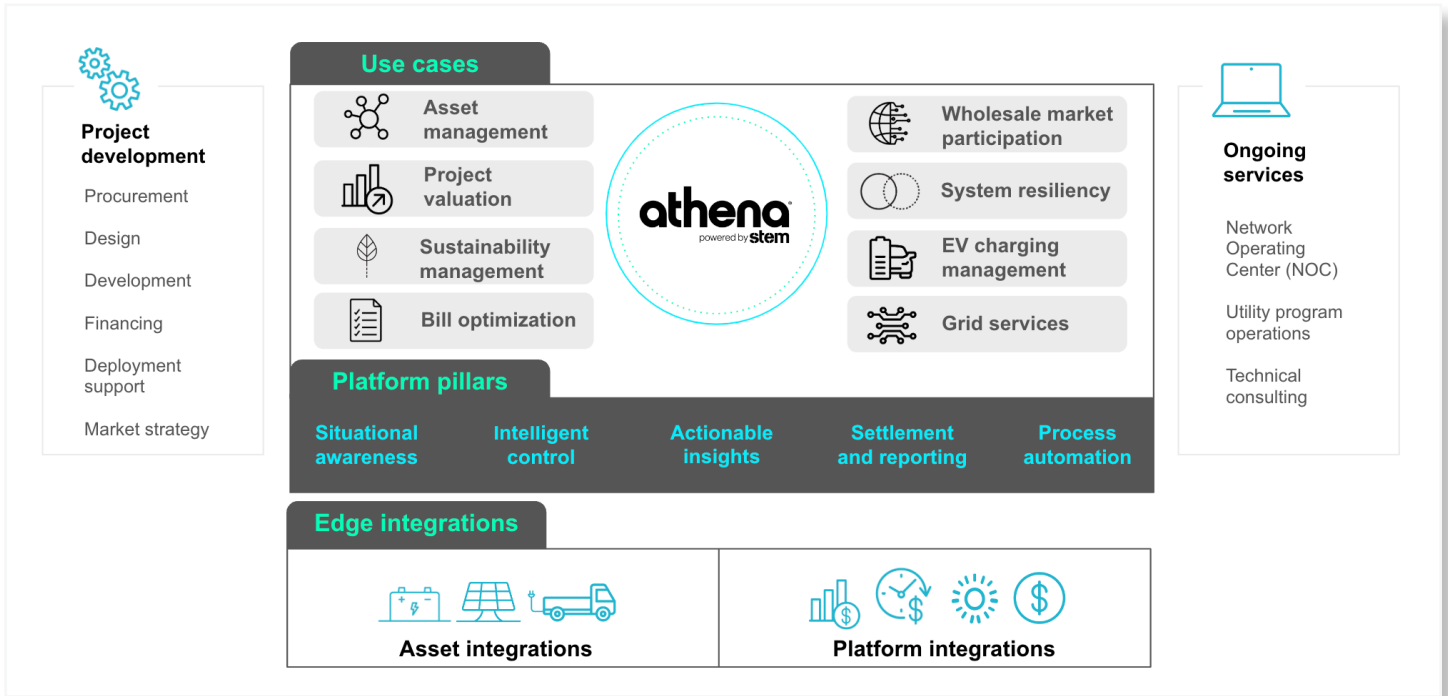 Project
development
Procurement
Design
Development
Financing
Deployment
support
Market strategy
Use cases
Asset
management
Project
valuation
Sustainability
management
Bill optimization
athena
powered by stem
Wholesale market
participation
System resiliency
EV charging
management
Grid services
Platform pillars
Situational
awareness
Intelligent
control
Actionable
insights
Settlement
and reporting
Process
automation
Edge integrations
Asset integrations
Platform integrations
Ongoing
services
Network
Operating
Center (NOC)
Utility program
operations
Technical
consulting